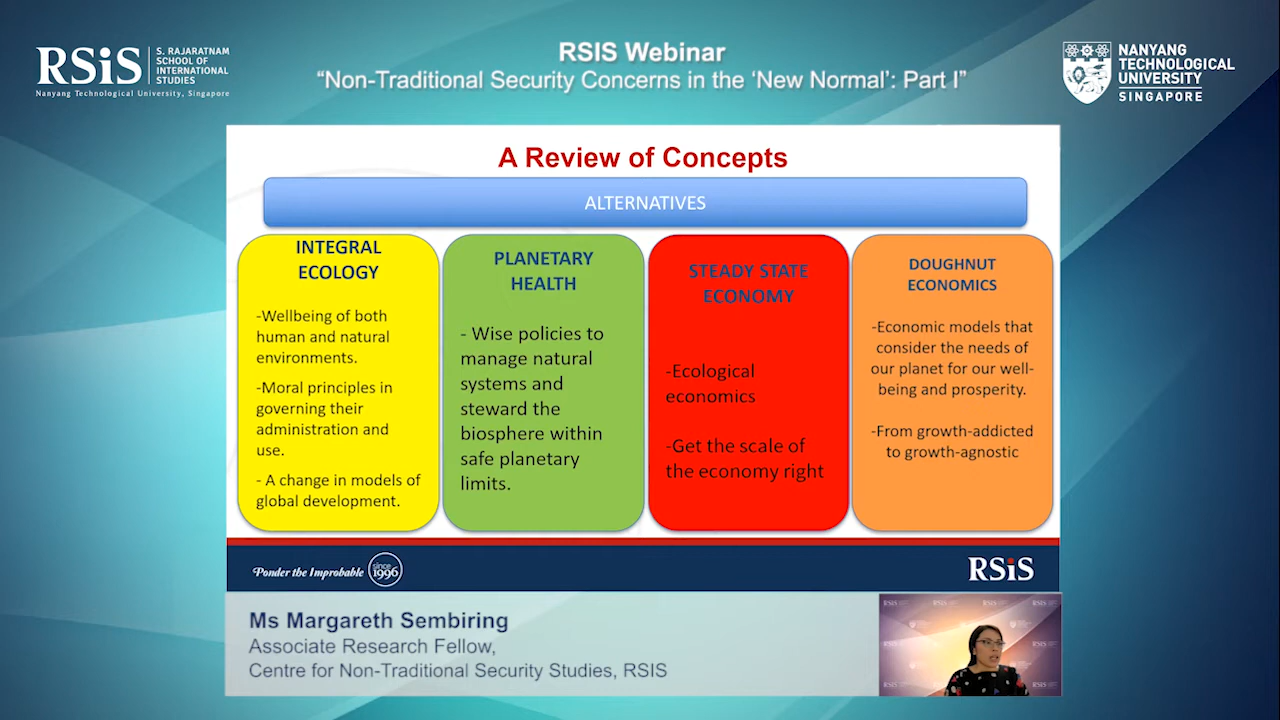 RSiS
S. RAJARATNAM
SCHOOL OF
INTERNATIONAL
STUDIES
Nanyang Technological University, Singapore
RSIS Webinar
“Non-Traditional Security Concerns in the ‘New Normal’: Part I”
NANYANG
TECHNOLOGICAL
UNIVERSITY
SINGAPORE
A Review of Concepts
ALTERNATIVES
INTEGRAL
ECOLOGY
-Wellbeing of both
human and natural
environments.
-Moral principles in
governing their
administration and
use.
- A change in models of
global development.
PLANETARY
HEALTH
- Wise policies to
manage natural
systems and
steward the
biosphere within
safe planetary
limits.
STEADY STATE
ECONOMY
-Ecological
economics
-Get the scale of
the economy right
DOUGHNUT
ECONOMICS
-Economic models that
consider the needs of
our planet for our well-
being and prosperity.
-From growth-addicted
to growth-agnostic
Ponder the Improbable
since
1996
RSiS
Ms Margareth Sembiring
Associate Research Fellow,
Centre for Non-Traditional Security Studies, RSIS